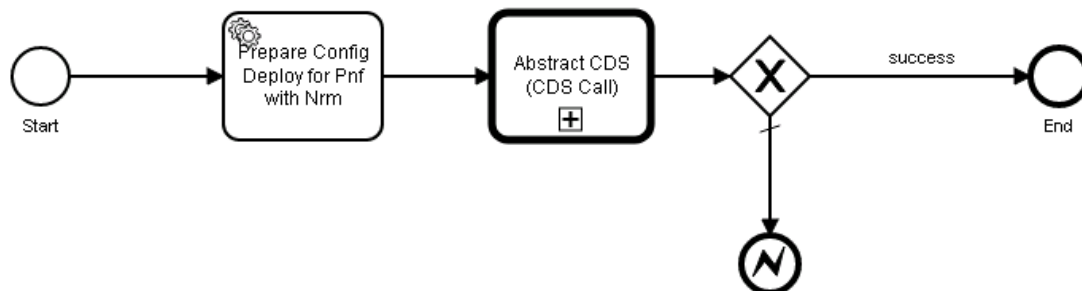 Start
Prepare Config
Deploy for Pnf
with Nrm
Abstract CDS
(CDS Call)
success
End